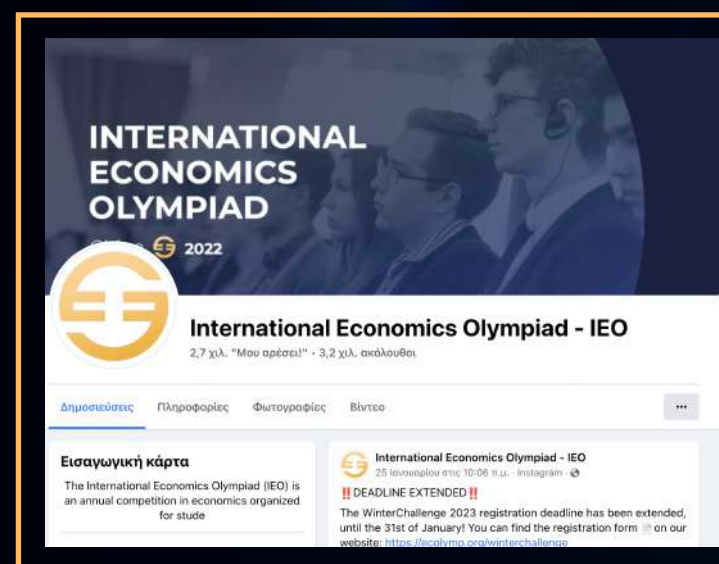 INTERNATIONAL
ECONOMICS
OLYMPIAD
2022
International Economics Olympiad - IEO
2,7 χιλ. "Μου αρέσει!" • 3,2 χιλ. ακόλουθοι
Δημοσιεύσεις Πληροφορίες Φωτογραφίες Βίντεο
Εισαγωγική κάρτα
The International Economics Olympiad (IEO) is
an annual competition in economics organized
for stude
International Economics Olympiad - IEO
25 Ιανουαρίου στις 10:06 π.μ. · Instagram ·
‼️DEADLINE EXTENDED‼️
The WinterChallenge 2023 registration deadline has been extended,
until the 31st of January! You can find the registration form 📄 on our
website: https://ecolymp.org/winterchallenge